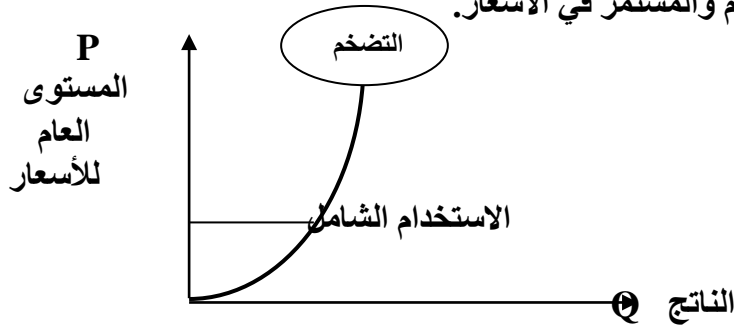 م والمستمر في الأسعار.
التضخم
P
المستوى
العام
للأسعار
الاستخدام الشامل
الناتج Q